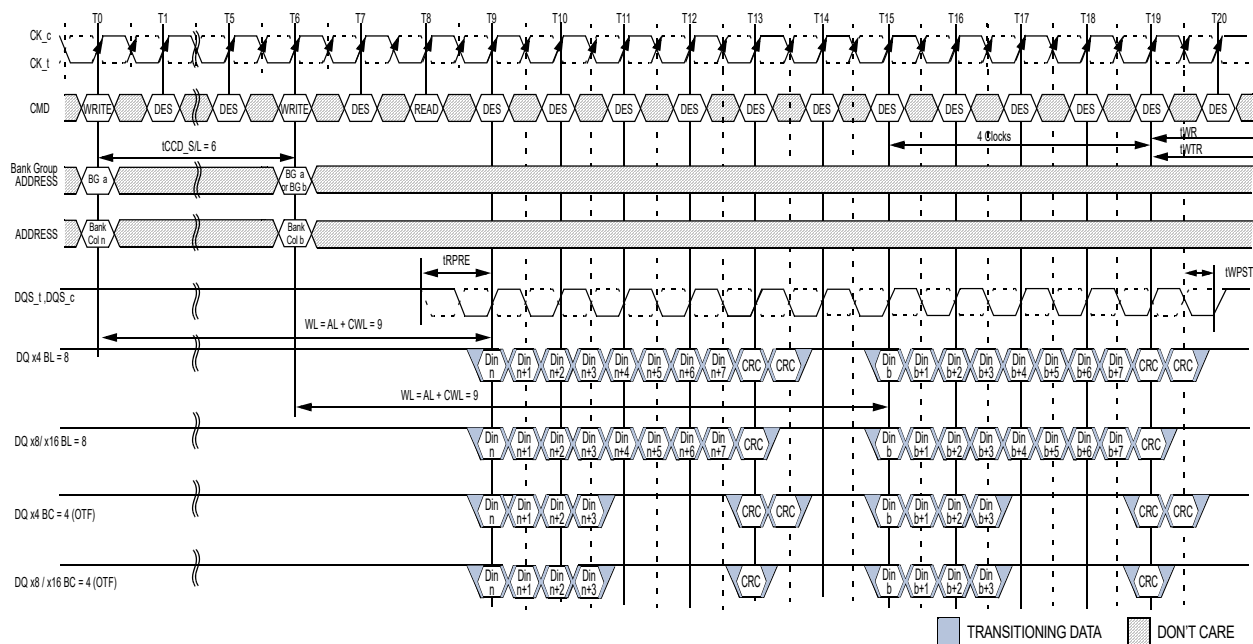 T0 T1 T5 T6 T7 T8 T9 T10 T11 T12 T13 T14 T15 T16 T17 T18 T19 T20
CK_c
CK_t
CMD WRITE DES DES WRITE DES READ DES DES DES DES DES DES DES DES DES DES DES DES
4 Clocks
tWR
tWTR
tCCD_S/L = 6
Bank Group
ADDRESS
BG a
BG a
or BG b
ADDRESS
Bank
Col n
Bank
Col b
tRPRE
tWPST
DQS_t ,DQS_c
WL = AL + CWL = 9
DQ x4 BL = 8
Din n Din n+1 Din n+2 Din n+3 Din n+4 Din n+5 Din n+6 Din n+7 CRC CRC Din b Din b+1 Din b+2 Din b+3 Din b+4 Din b+5 Din b+6 Din b+7 CRC CRC
WL = AL + CWL = 9
DQ x8/ x16 BL = 8
Din n Din n+1 Din n+2 Din n+3 Din n+4 Din n+5 Din n+6 Din n+7 CRC Din b Din b+1 Din b+2 Din b+3 Din b+4 Din b+5 Din b+6 Din b+7 CRC
DQ x4 BC = 4 (OTF)
Din n Din n+1 Din n+2 Din n+3 CRC CRC Din b Din b+1 Din b+2 Din b+3 CRC CRC
DQ x8 / x16 BC = 4 (OTF)
Din n Din n+1 Din n+2 Din n+3 CRC Din b Din b+1 Din b+2 Din b+3 CRC
TRANSITIONING DATA DON'T CARE